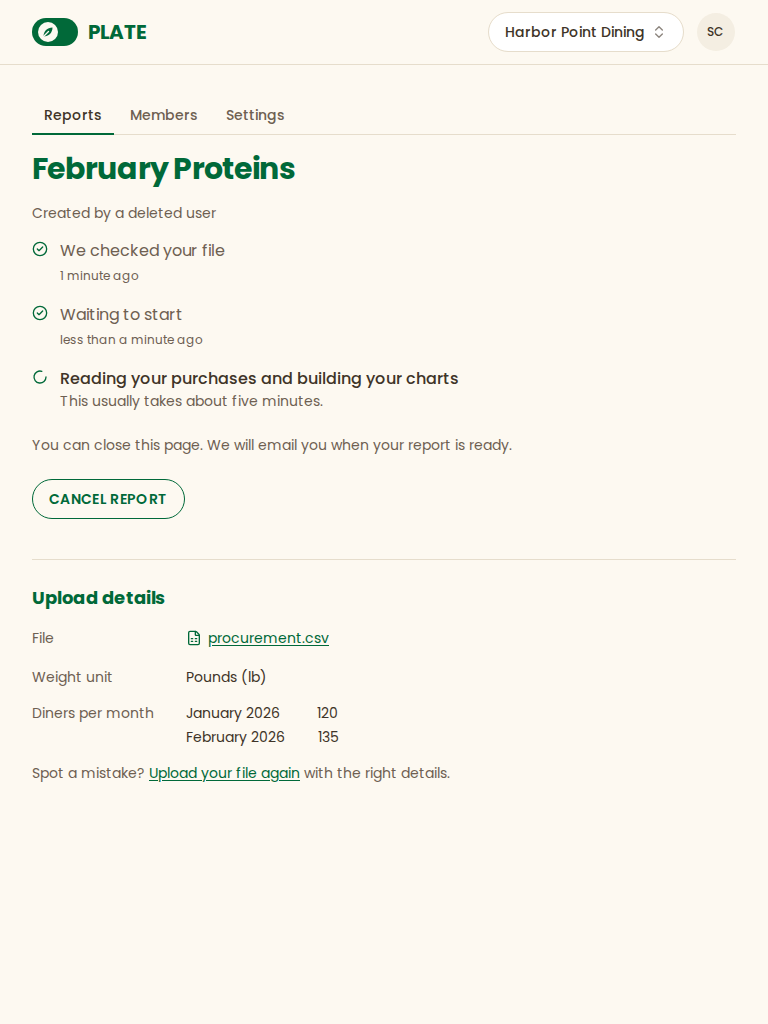 PLATE
Harbor Point Dining
SC
Reports Members Settings
February Proteins
Created by a deleted user
We checked your file
1 minute ago
Waiting to start
less than a minute ago
Reading your purchases and building your charts
This usually takes about five minutes.
You can close this page. We will email you when your report is ready.
CANCEL REPORT
Upload details
File procurement.csv
Weight unit Pounds (lb)
Diners per month January 2026 120
February 2026 135
Spot a mistake? Upload your file again with the right details.